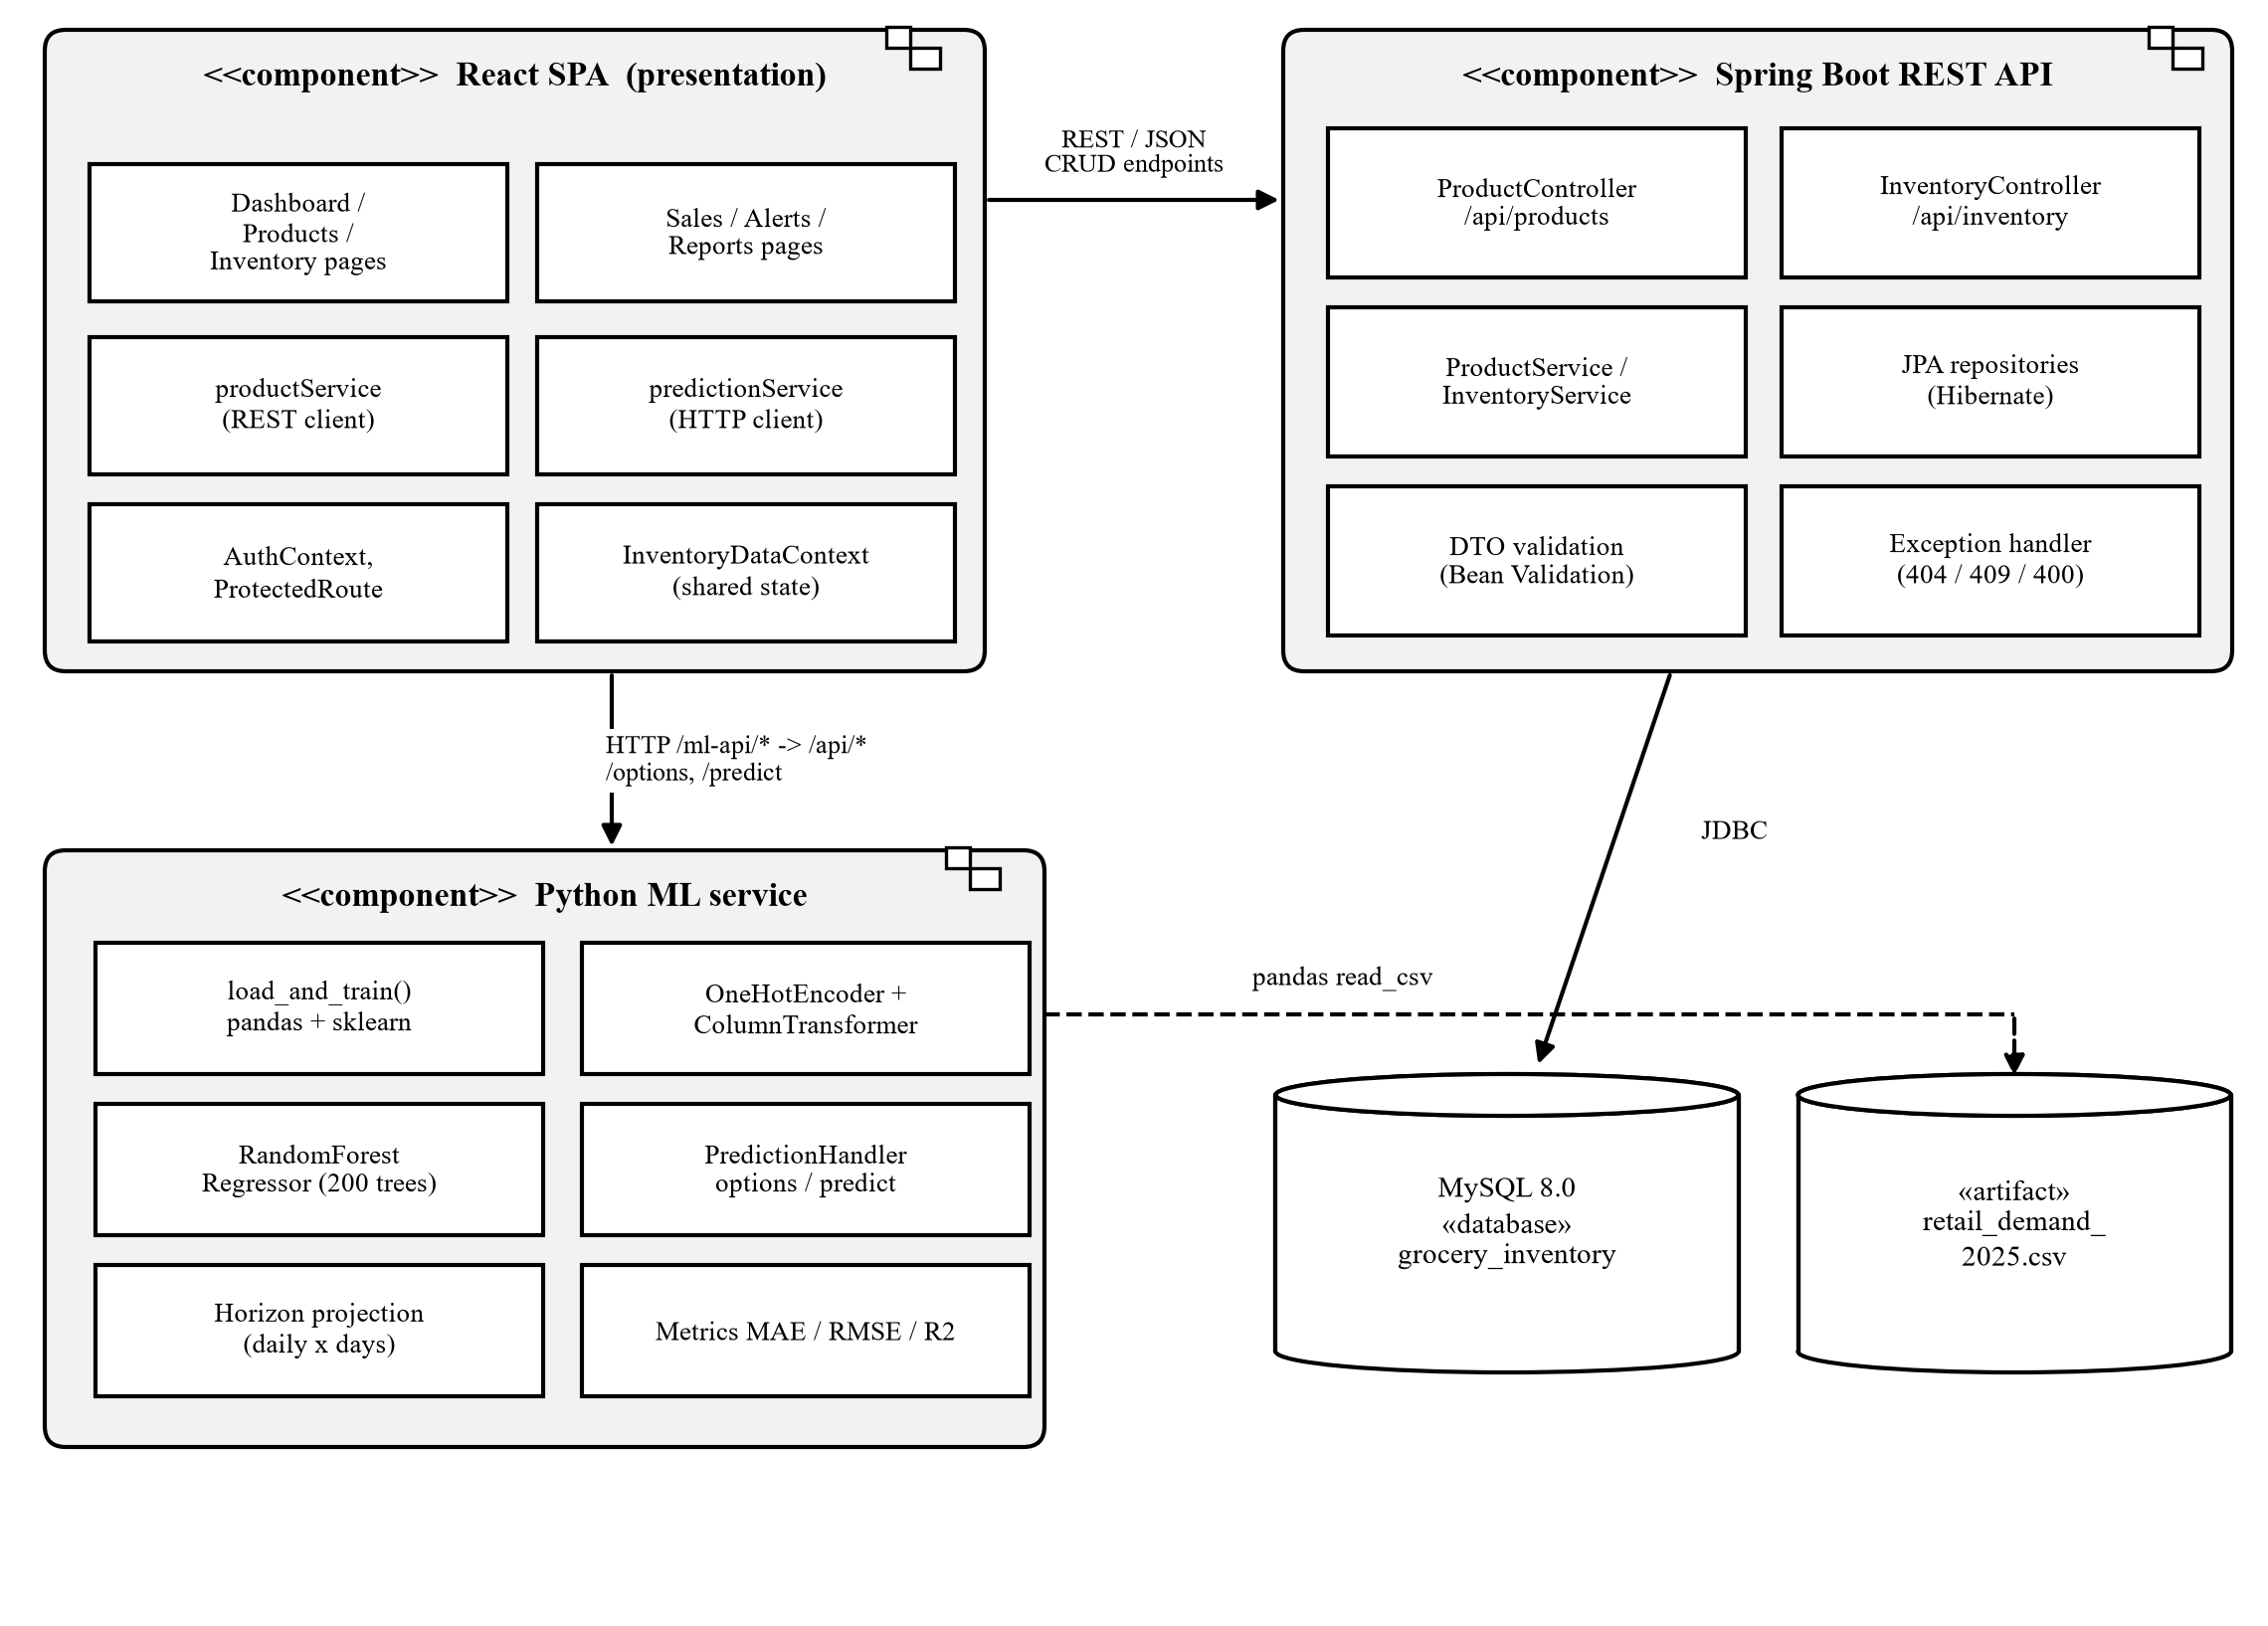 <<component>> React SPA (presentation)
Dashboard /
Products /
Inventory pages
Sales / Alerts /
Reports pages
productService
(REST client)
predictionService
(HTTP client)
AuthContext,
ProtectedRoute
InventoryDataContext
(shared state)
REST / JSON
CRUD endpoints
<<component>> Spring Boot REST API
ProductController
/api/products
InventoryController
/api/inventory
ProductService /
InventoryService
JPA repositories
(Hibernate)
DTO validation
(Bean Validation)
Exception handler
(404 / 409 / 400)
HTTP /ml-api/* -> /api/*
/options, /predict
JDBC
<<component>> Python ML service
load_and_train()
pandas + sklearn
OneHotEncoder +
ColumnTransformer
RandomForest
Regressor (200 trees)
PredictionHandler
options / predict
Horizon projection
(daily x days)
Metrics MAE / RMSE / R2
pandas read_csv
MySQL 8.0
«database»
grocery_inventory
«artifact»
retail_demand_
2025.csv